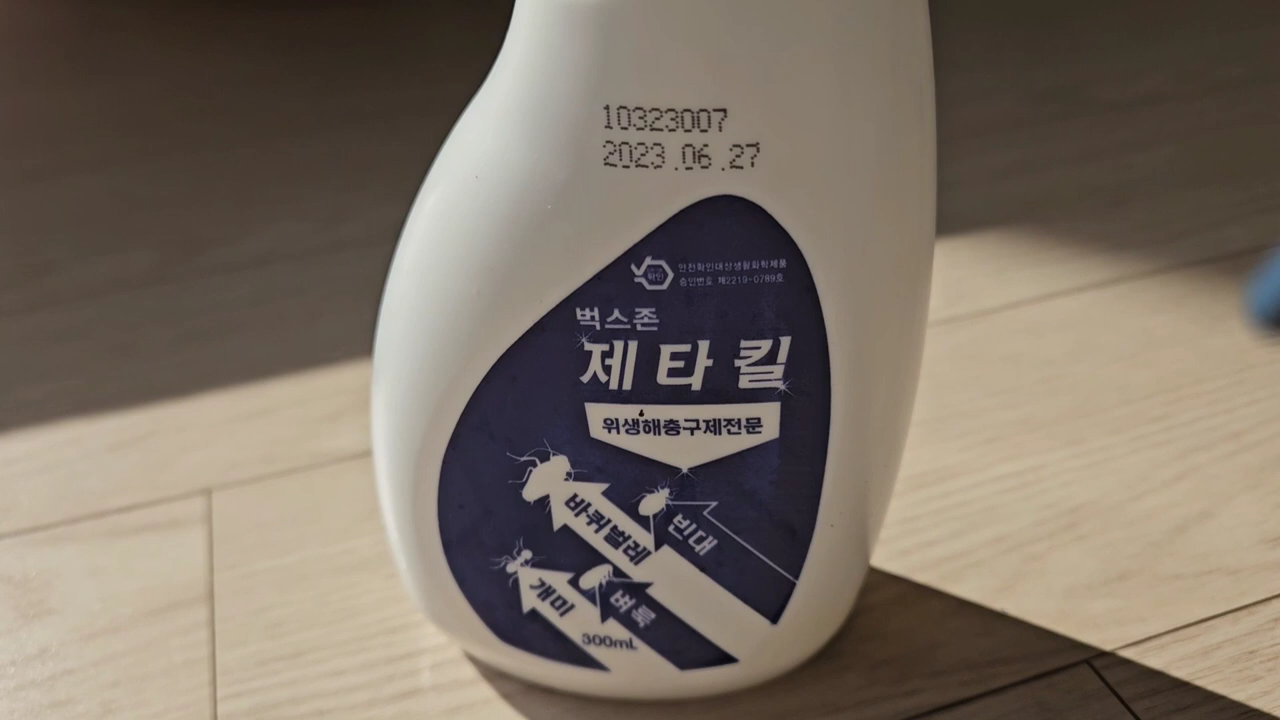 10323007
2023.06.27
확인
안전확인대상생활화학제품
승인번호 제2219-0789호
벅스존
제타킬
위생해충구제전문
바퀴벌레
빈대
개미
벼룩
300mL